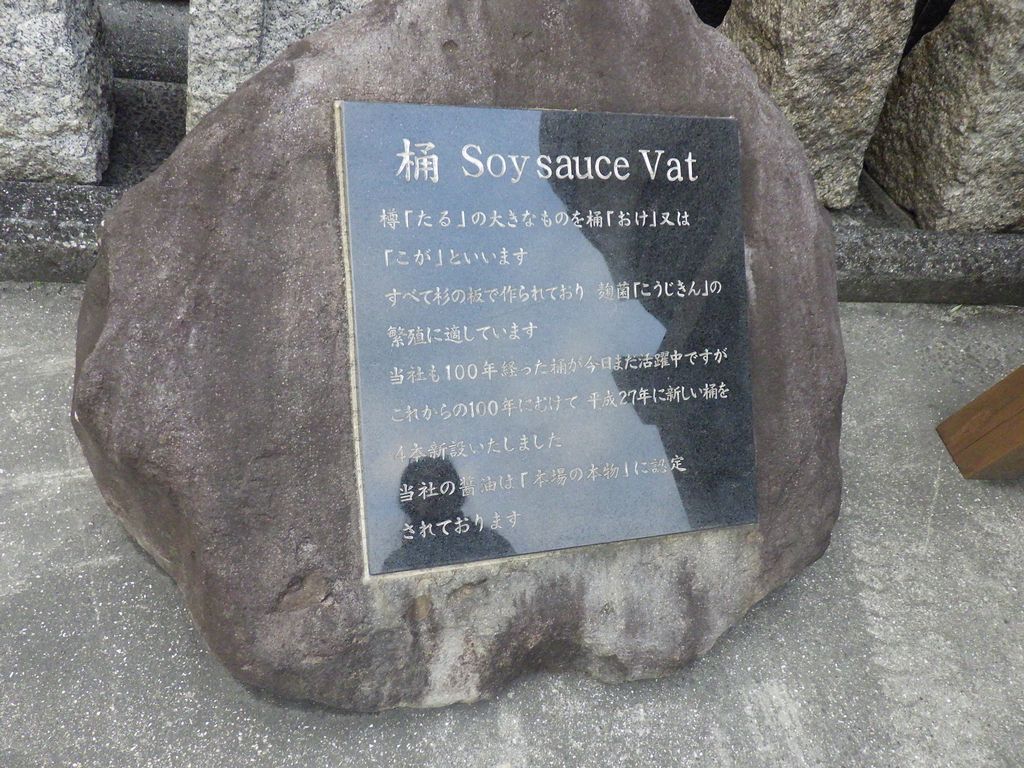 桶 Soy sauce Vat
樽「たる」の大きなものを桶「おけ」又は
「こが」といいます
すべて杉の板で作られており 麹菌「こうじきん」の
繁殖に適しています
当社も100年経った桶が今日まだ活躍中ですが
これからの100年にむけて 平成27年に新しい桶を
4本新設いたしました
当社の醤油は「本場の本物」に認定
されております